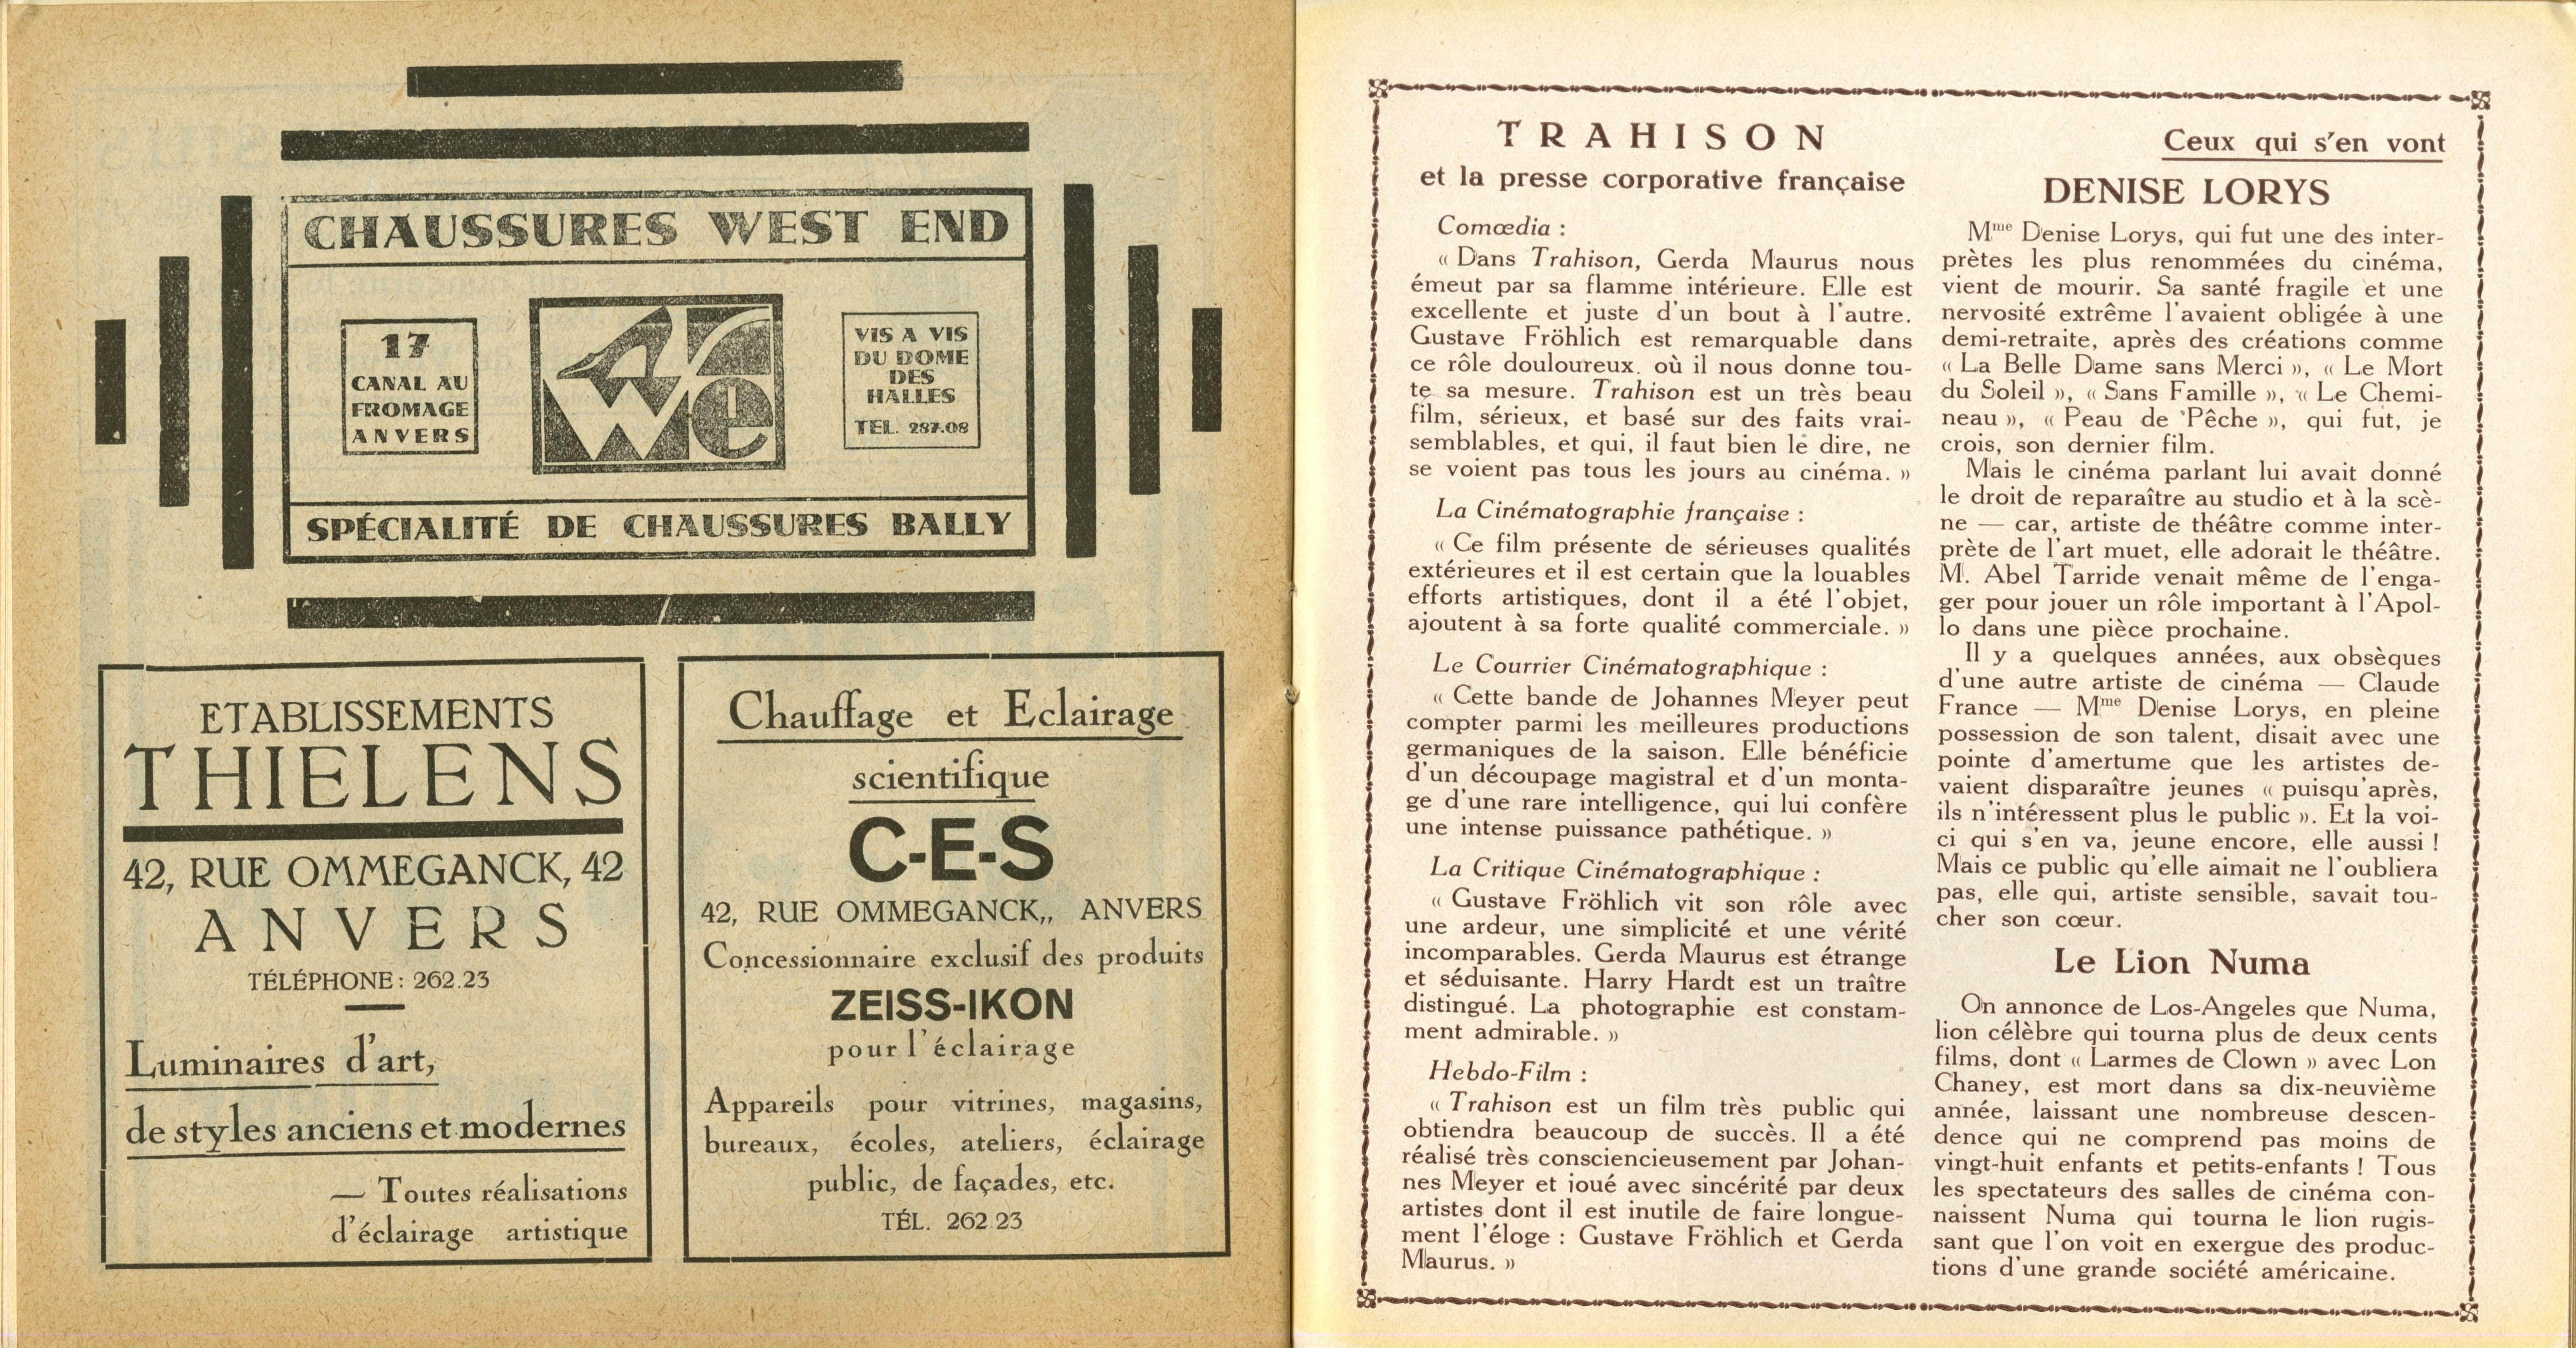 CHAUSSURES WEST END
17
CANAL AU
FROMAGE
ANVERS
We
VIS A VIS
DU DOME
DES
HALLES
TEL. 287.08
SPÉCIALITÉ DE CHAUSSURES BALLY
ETABLISSEMENTS
THIELENS
42, RUE OMMEGANCK, 42
ANVERS
TÉLÉPHONE : 262.23
Luminaires d'art,
de styles anciens et modernes
— Toutes réalisations
d'éclairage artistique
Chauffage et Eclairage
scientifique
C-E-S
42, RUE OMMEGANCK,, ANVERS
Concessionnaire exclusif des produits
ZEISS-IKON
pour l'éclairage
Appareils pour vitrines, magasins,
bureaux, écoles, ateliers, éclairage
public, de façades, etc.
TÉL. 262.23
TRAHISON
et la presse corporative française
Comœdia :
« Dans Trahison, Gerda Maurus nous
émeut par sa flamme intérieure. Elle est
excellente et juste d'un bout à l'autre.
Gustave Fröhlich est remarquable dans
ce rôle douloureux. où il nous donne tou-
te sa mesure. Trahison est un très beau
film, sérieux, et basé sur des faits vrai-
semblables, et qui, il faut bien le dire, ne
se voient pas tous les jours au cinéma. »
La Cinématographie française :
« Ce film présente de sérieuses qualités
extérieures et il est certain que la louables
efforts artistiques, dont il a été l'objet,
ajoutent à sa forte qualité commerciale. »
Le Courrier Cinématographique :
« Cette bande de Johannes Meyer peut
compter parmi les meilleures productions
germaniques de la saison. Elle bénéficie
d'un découpage magistral et d'un monta-
ge d'une rare intelligence, qui lui confère
une intense puissance pathétique. »
La Critique Cinématographique :
« Gustave Fröhlich vit son rôle avec
une ardeur, une simplicité et une vérité
incomparables. Gerda Maurus est étrange
et séduisante. Harry Hardt est un traître
distingué. La photographie est constam-
ment admirable. »
Hebdo-Film :
« Trahison est un film très public qui
obtiendra beaucoup de succès. Il a été
réalisé très consciencieusement par Johan-
nes Meyer et joué avec sincérité par deux
artistes dont il est inutile de faire longue-
ment l'éloge : Gustave Fröhlich et Gerda
Maurus. »
Ceux qui s'en vont
DENISE LORYS
Mme Denise Lorys, qui fut une des inter-
prètes les plus renommées du cinéma,
vient de mourir. Sa santé fragile et une
nervosité extrême l'avaient obligée à une
demi-retraite, après des créations comme
« La Belle Dame sans Merci », « Le Mort
du Soleil », « Sans Famille », « Le Chemi-
neau », « Peau de Pêche », qui fut, je
crois, son dernier film.
Mais le cinéma parlant lui avait donné
le droit de reparaître au studio et à la scè-
ne — car, artiste de théâtre comme inter-
prète de l'art muet, elle adorait le théâtre.
M. Abel Tarride venait même de l'enga-
ger pour jouer un rôle important à l'Apol-
lo dans une pièce prochaine.
Il y a quelques années, aux obsèques
d'une autre artiste de cinéma — Claude
France — Mme Denise Lorys, en pleine
possession de son talent, disait avec une
pointe d'amertume que les artistes de-
vaient disparaître jeunes « puisqu'après,
ils n'intéressent plus le public ». Et la voi-
ci qui s'en va, jeune encore, elle aussi !
Mais ce public qu'elle aimait ne l'oubliera
pas, elle qui, artiste sensible, savait tou-
cher son cœur.
Le Lion Numa
On annonce de Los-Angeles que Numa,
lion célèbre qui tourna plus de deux cents
films, dont « Larmes de Clown » avec Lon
Chaney, est mort dans sa dix-neuvième
année, laissant une nombreuse descen-
dence qui ne comprend pas moins de
vingt-huit enfants et petits-enfants ! Tous
les spectateurs des salles de cinéma con-
naissent Numa qui tourna le lion rugis-
sant que l'on voit en exergue des produc-
tions d'une grande société américaine.